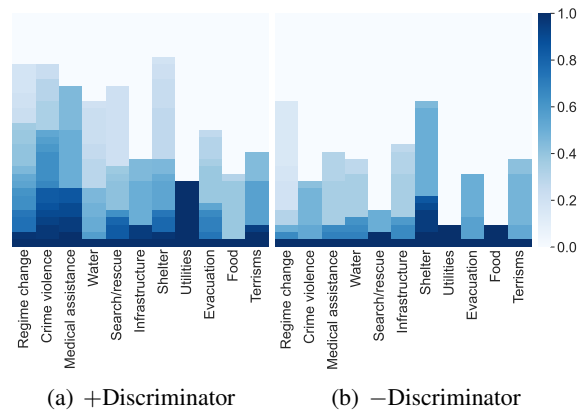 1.0
0.8
0.6
0.4
0.2
0.0
Regime change
Crime violence
Medical assistance
Water
Search/rescue
Infrastructure
Shelter
Utilities
Evacuation
Food
Terrisms
Regime change
Crime violence
Medical assistance
Water
Search/rescue
Infrastructure
Shelter
Utilities
Evacuation
Food
Terrisms
(a) +Discriminator
(b) −Discriminator